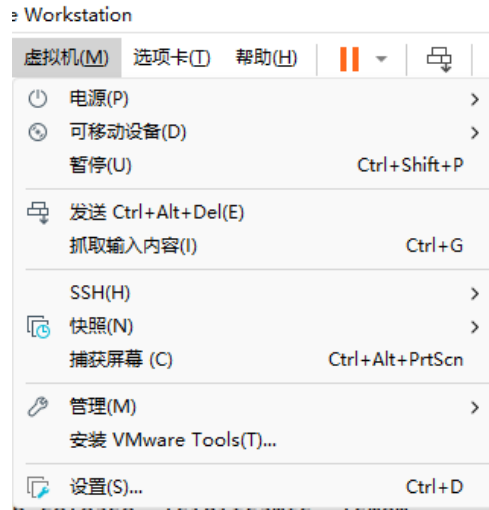 e Workstation
虚拟机(M) 选项卡(T) 帮助(H)
电源(P)
可移动设备(D)
暂停(U) Ctrl+Shift+P
发送 Ctrl+Alt+Del(E)
抓取输入内容(I) Ctrl+G
SSH(H)
快照(N)
捕获屏幕 (C) Ctrl+Alt+PrtScn
管理(M)
安装 VMware Tools(T)...
设置(S)... Ctrl+D